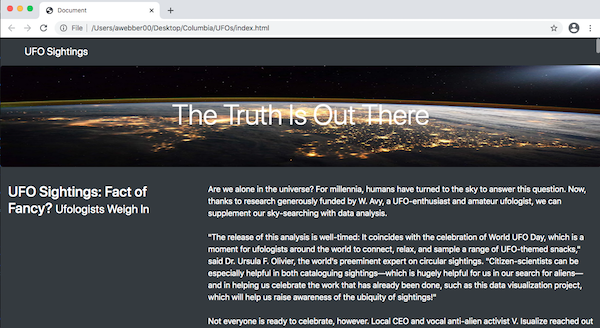 Document
File | /Users/awebber00/Desktop/Columbia/UFOs/index.html
UFO Sightings
The Truth Is Out There
UFO Sightings: Fact of
Fancy? Ufologists Weigh In
Are we alone in the universe? For millennia, humans have turned to the sky to answer this question. Now,
thanks to research generously funded by W. Avy, a UFO-enthusiast and amateur ufologist, we can
supplement our sky-searching with data analysis.
"The release of this analysis is well-timed: It coincides with the celebration of World UFO Day, which is a
moment for ufologists around the world to connect, relax, and sample a range of UFO-themed snacks,"
said Dr. Ursula F. Olivier, the world's preeminent expert on circular sightings. "Citizen-scientists can be
especially helpful in both cataloguing sightings—which is hugely helpful for us in our search for aliens—
and in helping us celebrate the work that has already been done, such as this data visualization project,
which will help us raise awareness of the ubiquity of sightings!"
Not everyone is ready to celebrate, however. Local CEO and vocal anti-alien activist V. Isualize reached out